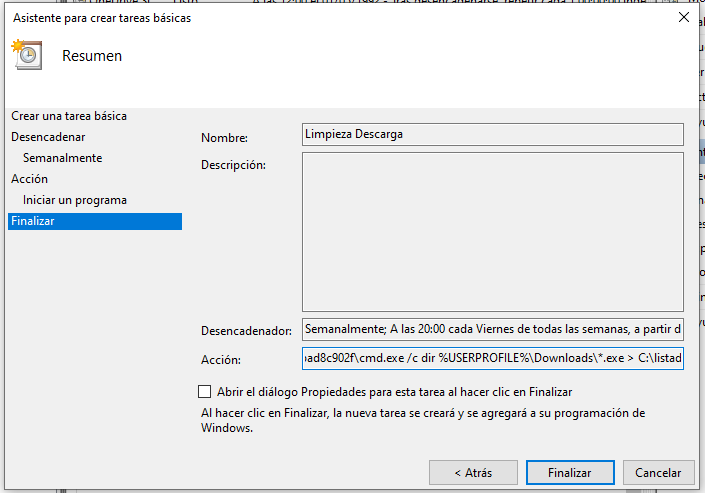 Asistente para crear tareas básicas
Resumen
Crear una tarea básica
Desencadenar
Semanalmente
Acción
Iniciar un programa
Finalizar
Nombre: Limpieza Descarga
Descripción:
Desencadenador: Semanalmente; A las 20:00 cada Viernes de todas las semanas, a partir d
Acción: ad8c902f\cmd.exe /c dir %USERPROFILE%\Downloads\*.exe > C:\listad
Abrir el diálogo Propiedades para esta tarea al hacer clic en Finalizar
Al hacer clic en Finalizar, la nueva tarea se creará y se agregará a su programación de
Windows.
< Atrás Finalizar Cancelar